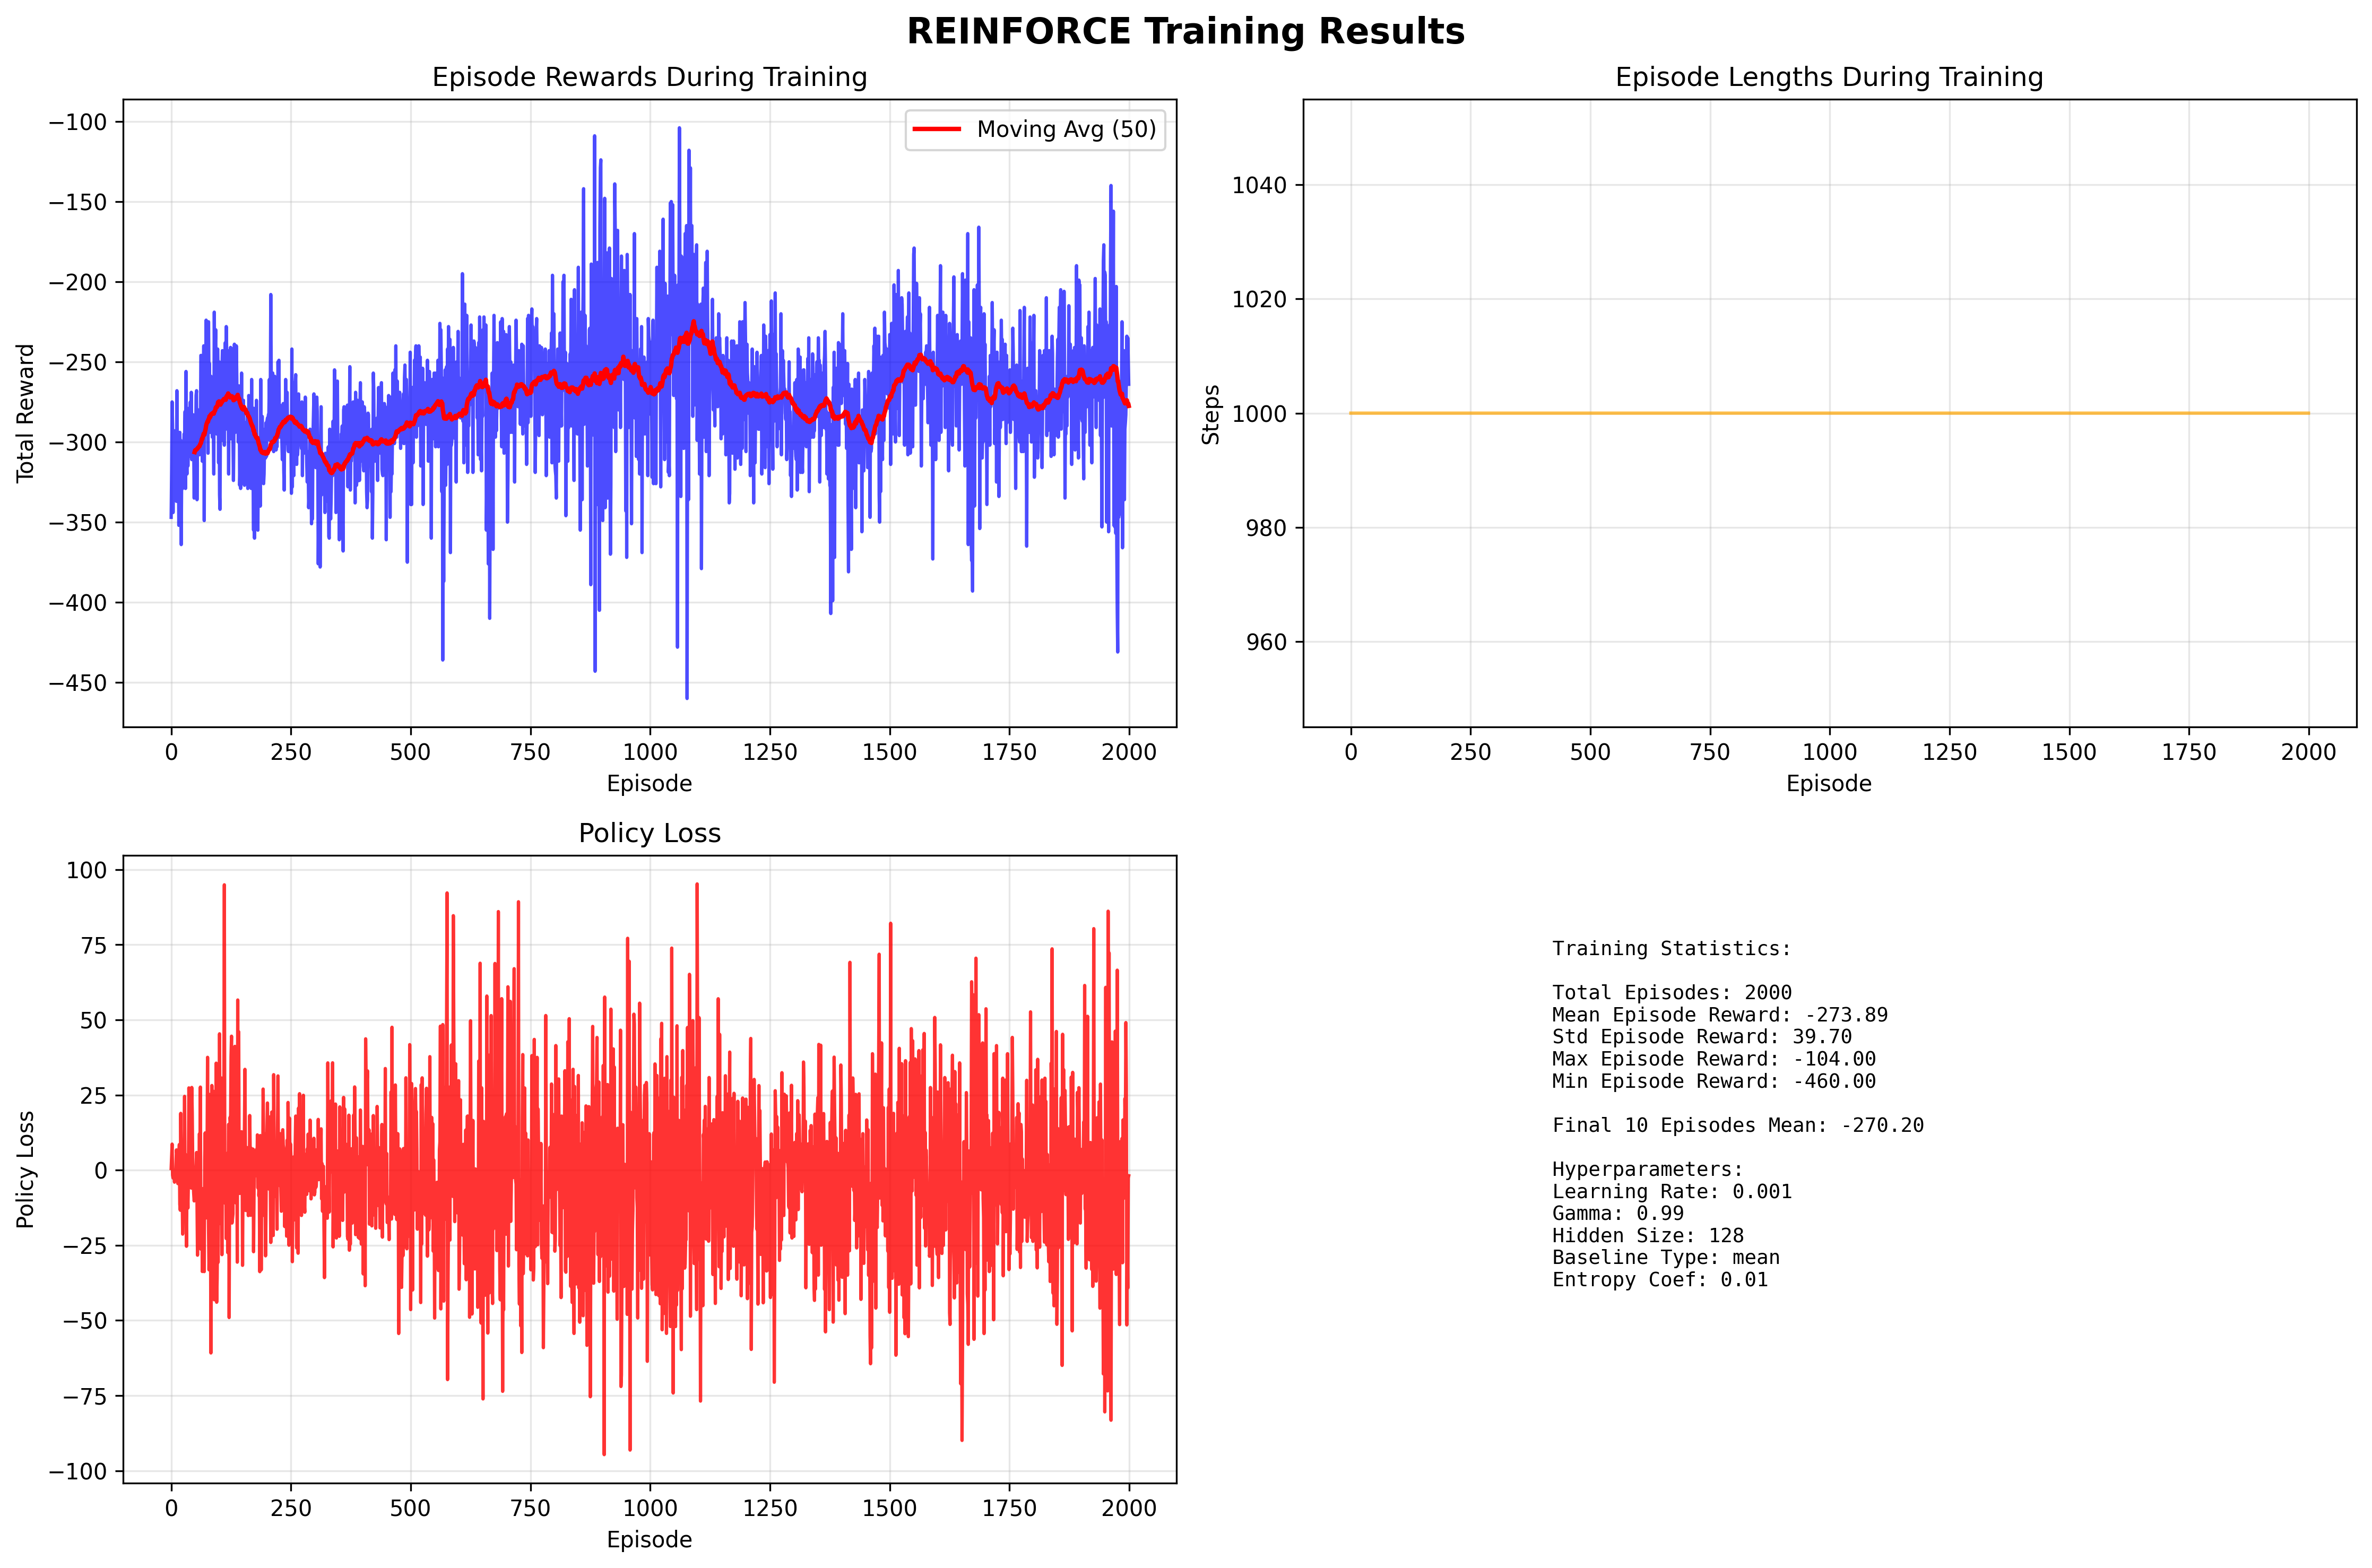 REINFORCE Training Results
Episode Rewards During Training
Moving Avg (50)
−100
−150
−200
−250
−300
−350
−400
−450
Total Reward
0 250 500 750 1000 1250 1500 1750 2000
Episode
Episode Lengths During Training
1040
1020
1000
980
960
Steps
0 250 500 750 1000 1250 1500 1750 2000
Episode
Policy Loss
100
75
50
25
0
−25
−50
−75
−100
Policy Loss
0 250 500 750 1000 1250 1500 1750 2000
Episode
Training Statistics:
Total Episodes: 2000
Mean Episode Reward: -273.89
Std Episode Reward: 39.70
Max Episode Reward: -104.00
Min Episode Reward: -460.00
Final 10 Episodes Mean: -270.20
Hyperparameters:
Learning Rate: 0.001
Gamma: 0.99
Hidden Size: 128
Baseline Type: mean
Entropy Coef: 0.01